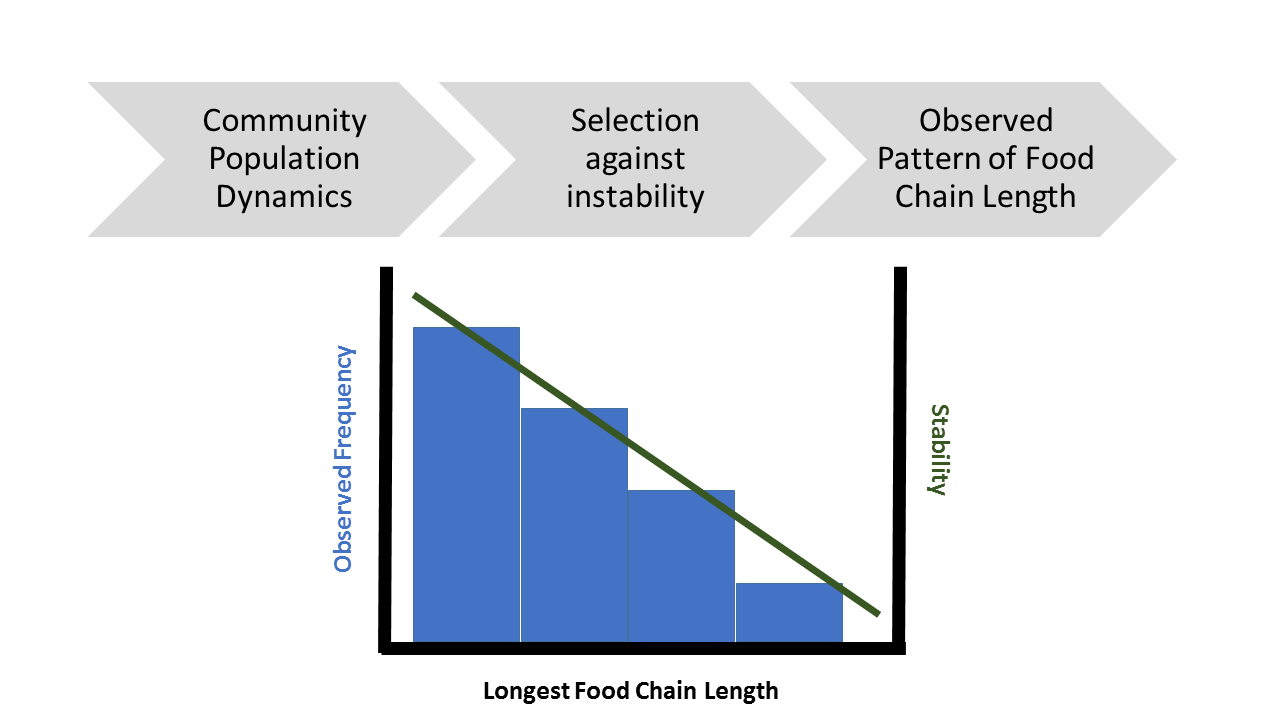 Community
Population
Dynamics
Selection
against
instability
Observed
Pattern of Food
Chain Length
Observed Frequency
Stability
Longest Food Chain Length